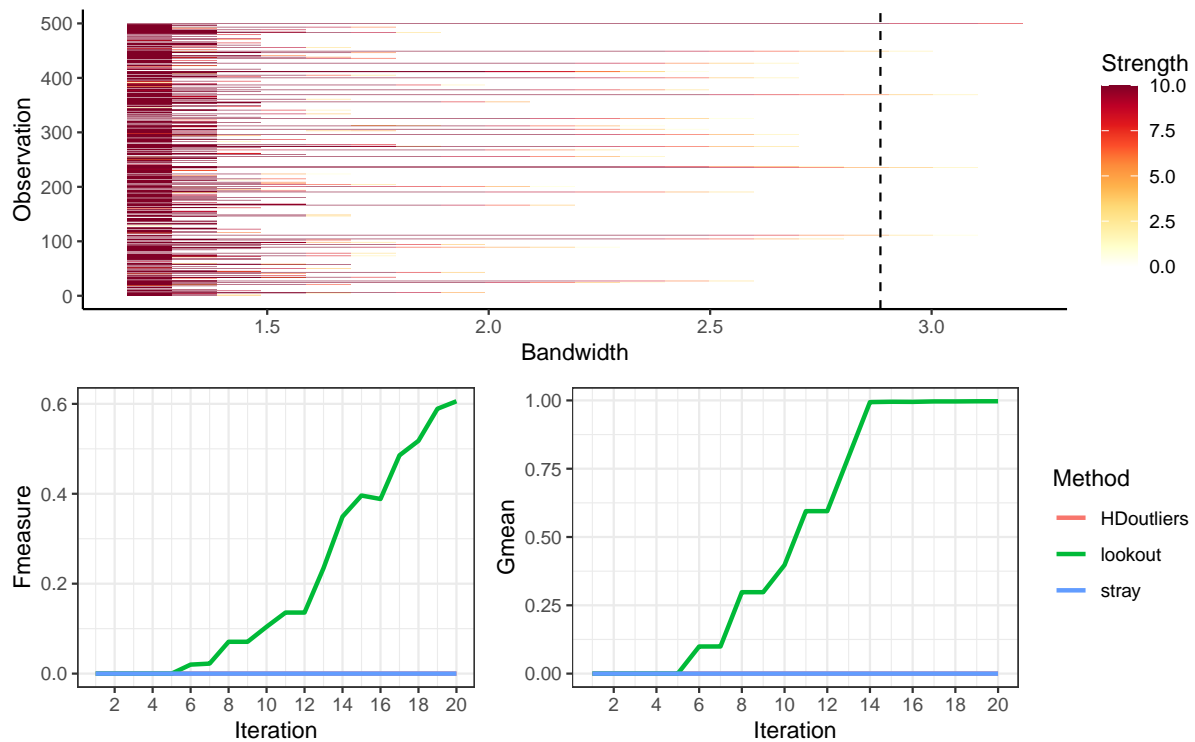 500
400
300
200
100
0
Observation
1.5 2.0 2.5 3.0
Bandwidth
Strength
10.0
7.5
5.0
2.5
0.0
0.6
0.4
0.2
0.0
Fmeasure
2 4 6 8 10 12 14 16 18 20
Iteration
1.00
0.75
0.50
0.25
0.00
Gmean
2 4 6 8 10 12 14 16 18 20
Iteration
Method
HDoutliers
lookout
stray